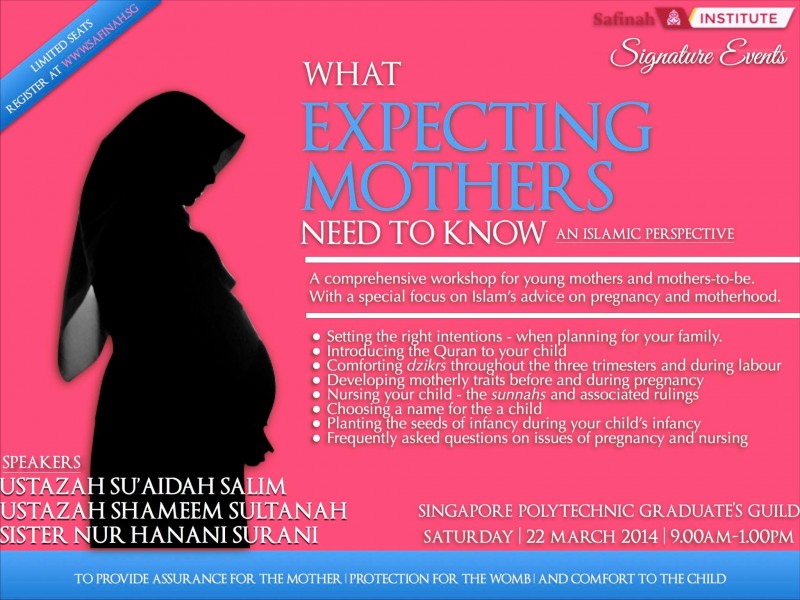 LIMITED SEATS
REGISTER AT WWW.SAFINAH.SG
Safinah INSTITUTE
Signature Events
WHAT
EXPECTING
MOTHERS
NEED TO KNOW AN ISLAMIC PERSPECTIVE
A comprehensive workshop for young mothers and mothers-to-be.
With a special focus on Islam's advice on pregnancy and motherhood.
● Setting the right intentions - when planning for your family.
● Introducing the Quran to your child
● Comforting dzikrs throughout the three trimesters and during labour
● Developing motherly traits before and during pregnancy
● Nursing your child - the sunnahs and associated rulings
● Choosing a name for the a child
● Planting the seeds of infancy during your child's infancy
● Frequently asked questions on issues of pregnancy and nursing
SPEAKERS
USTAZAH SU'AIDAH SALIM
USTAZAH SHAMEEM SULTANAH
SISTER NUR HANANI SURANI
SINGAPORE POLYTECHNIC GRADUATE'S GUILD
SATURDAY | 22 MARCH 2014 | 9.00AM-1.00PM
TO PROVIDE ASSURANCE FOR THE MOTHER | PROTECTION FOR THE WOMB | AND COMFORT TO THE CHILD